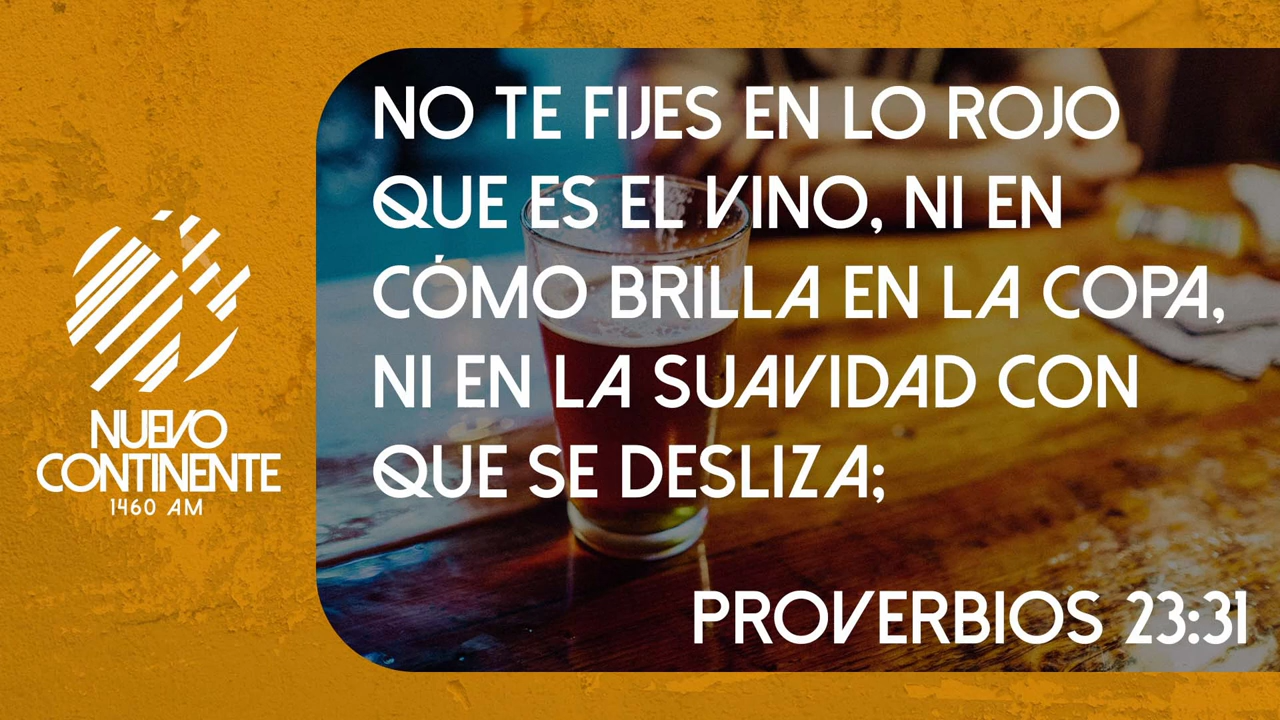 NUEVO
CONTINENTE
1460 AM
NO TE FIJES EN LO ROJO
QUE ES EL VINO, NI EN
CÓMO BRILLA EN LA COPA,
NI EN LA SUAVIDAD CON
QUE SE DESLIZA;
PROVERBIOS 23:31